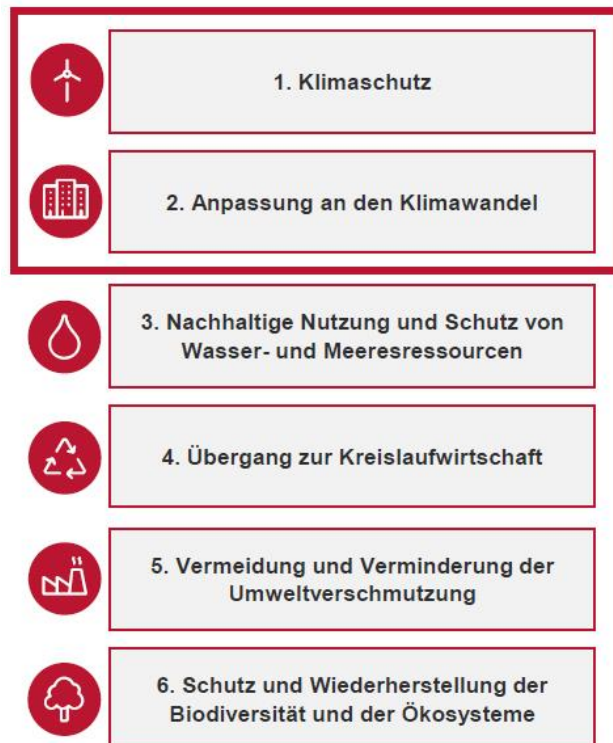 1. Klimaschutz
2. Anpassung an den Klimawandel
3. Nachhaltige Nutzung und Schutz von
Wasser- und Meeresressourcen
4. Übergang zur Kreislaufwirtschaft
5. Vermeidung und Verminderung der
Umweltverschmutzung
6. Schutz und Wiederherstellung der
Biodiversität und der Ökosysteme